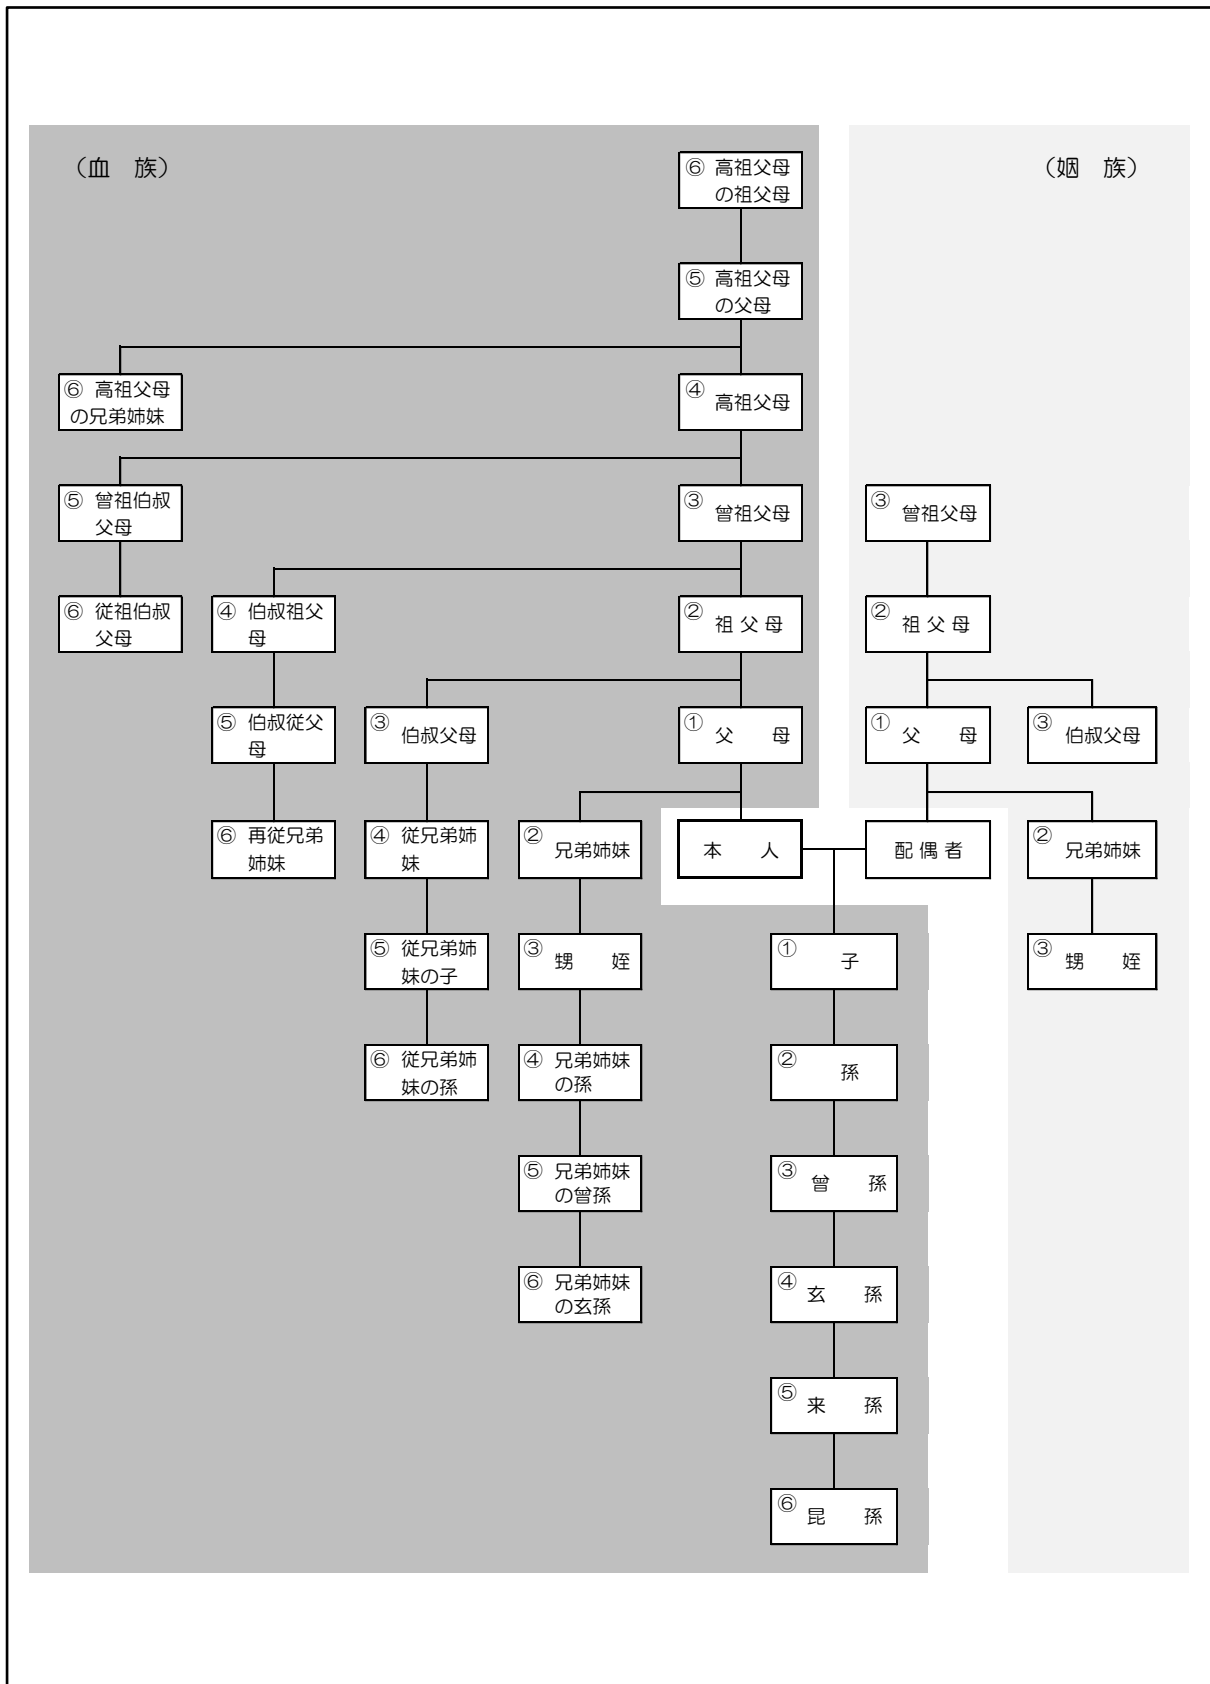 （血　族）
（姻　族）
⑥ 高祖父母
の祖父母
⑤ 高祖父母
の父母
⑥ 高祖父母
の兄弟姉妹
④ 高祖父母
⑤ 曾祖伯叔
父母
③ 曾祖父母
③ 曾祖父母
⑥ 従祖伯叔
父母
④ 伯叔祖父
母
② 祖 父 母
② 祖 父 母
⑤ 伯叔従父
母
③ 伯叔父母
① 父　　母
① 父　　母
③ 伯叔父母
⑥ 再従兄弟
姉妹
④ 従兄弟姉
妹
② 兄弟姉妹
本　　人
配 偶 者
② 兄弟姉妹
⑤ 従兄弟姉
妹の子
③ 甥　　姪
① 子
③ 甥　　姪
⑥ 従兄弟姉
妹の孫
④ 兄弟姉妹
の孫
② 孫
⑤ 兄弟姉妹
の曾孫
③ 曾　　孫
⑥ 兄弟姉妹
の玄孫
④ 玄　　孫
⑤ 来　　孫
⑥ 昆　　孫